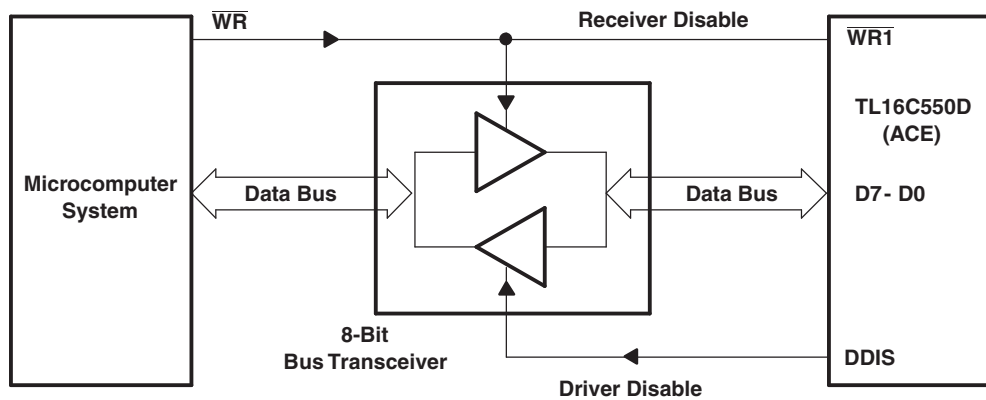 WR
Receiver Disable
WR1
TL16C550D
(ACE)
Microcomputer
System
Data Bus
Data Bus
D7- D0
8-Bit
Bus Transceiver
DDIS
Driver Disable